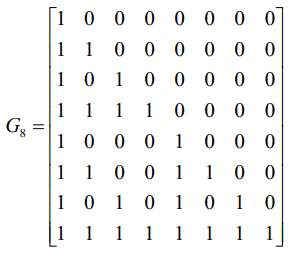 1 0 0 0 0 0 0 0
1 1 0 0 0 0 0 0
1 0 1 0 0 0 0 0
1 1 1 1 0 0 0 0
G₈ = 1 0 0 0 1 0 0 0
1 1 0 0 1 1 0 0
1 0 1 0 1 0 1 0
1 1 1 1 1 1 1 1